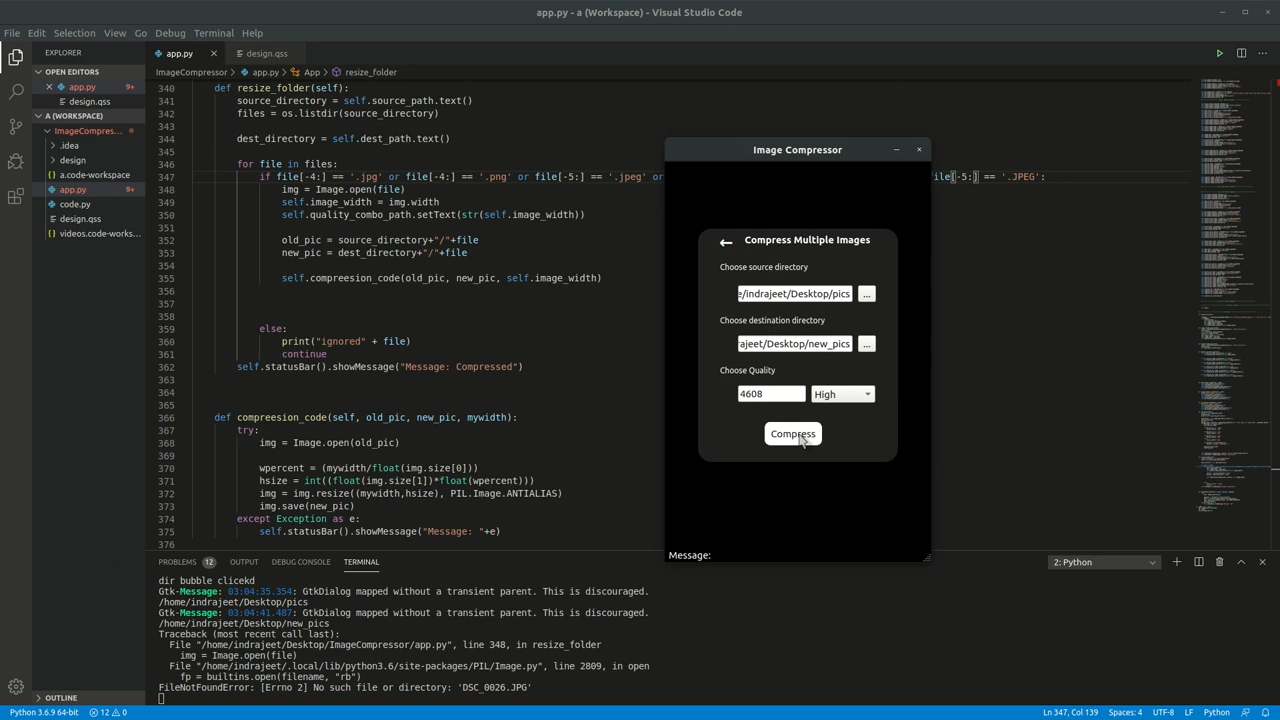 app.py - a (Workspace) - Visual Studio Code
File Edit Selection View Go Debug Terminal Help
EXPLORER
app.py
design.qss
OPEN EDITORS
app.py 9+
design.qss
A (WORKSPACE)
ImageCompres...
.idea
design
a.code-workspace
app.py 9+
code.py
design.qss
videos.code-works...
OUTLINE
ImageCompressor > app.py > App > resize_folder
340 def resize_folder(self):
341 source_directory = self.source_path.text()
342 files = os.listdir(source_directory)
343
344 dest_directory = self.dest_path.text()
345
346 for file in files:
347 if file[-4:] == '.jpg' or file[-4:] == '.png' or file[-5:] == '.jpeg' or file[-5:] == '.JPEG':
348 img = Image.open(file)
349 self.image_width = img.width
350 self.quality_combo_path.setText(str(self.image_width))
351
352 old_pic = source_directory+"/"+file
353 new_pic = dest_directory+"/"+file
354
355 self.compreesion_code(old_pic, new_pic, self.image_width)
356
357
358
359 else:
360 print("ignored" + file)
361 continue
362 self.statusBar().showMessage("Message: Compressed")
363
364
365
366 def compreesion_code(self, old_pic, new_pic, mywidth):
367 try:
368 img = Image.open(old_pic)
369
370 wpercent = (mywidth/float(img.size[0]))
371 hsize = int((float(img.size[1])*float(wpercent)))
372 img = img.resize((mywidth,hsize), PIL.Image.ANTIALIAS)
373 img.save(new_pic)
374 except Exception as e:
375 self.statusBar().showMessage("Message: "+e)
376
Image Compressor
Compress Multiple Images
Choose source directory
e/indrajeet/Desktop/pics ...
Choose destination directory
rajeet/Desktop/new_pics ...
Choose Quality
4608 High
Compress
Message:
PROBLEMS 12 OUTPUT DEBUG CONSOLE TERMINAL 2: Python
dir bubble clicekd
Gtk-Message: 03:04:35.354: GtkDialog mapped without a transient parent. This is discouraged.
/home/indrajeet/Desktop/pics
Gtk-Message: 03:04:41.487: GtkDialog mapped without a transient parent. This is discouraged.
/home/indrajeet/Desktop/new_pics
Traceback (most recent call last):
File "/home/indrajeet/Desktop/ImageCompressor/app.py", line 348, in resize_folder
img = Image.open(file)
File "/home/indrajeet/.local/lib/python3.6/site-packages/PIL/Image.py", line 2809, in open
fp = builtins.open(filename, "rb")
FileNotFoundError: [Errno 2] No such file or directory: 'DSC_0026.JPG'
Python 3.6.9 64-bit 12 0 Ln 347, Col 139 Spaces: 4 UTF-8 LF Python